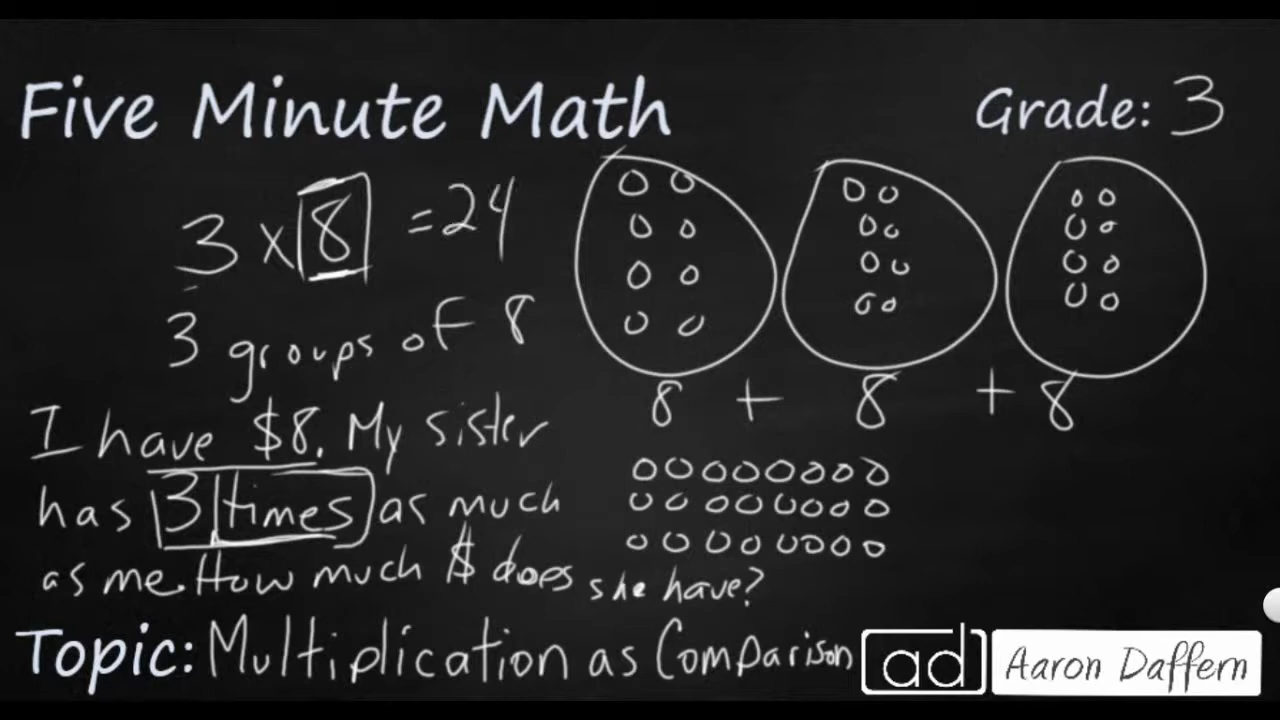 Five Minute Math
Grade: 3
3 x 8 = 24
3 groups of 8
8 + 8 + 8
I have $8. My sister
has 3 times as much
as me. How much $ does she have?
Topic: Multiplication as Comparison
ad Aaron Daffern